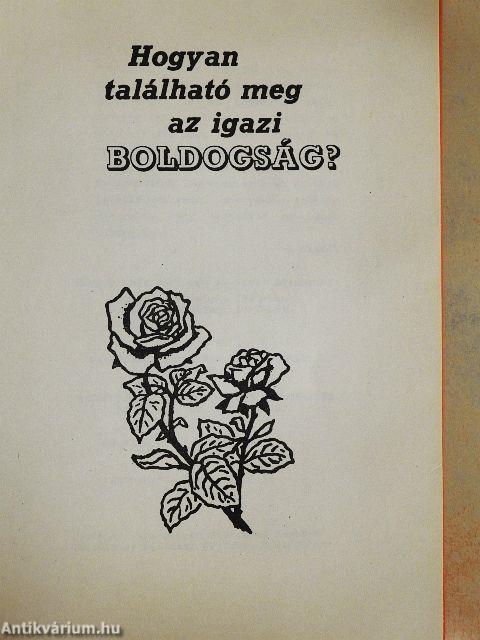 Hogyan
található meg
az igazi
BOLDOGSÁG?
Antikvárium.hu